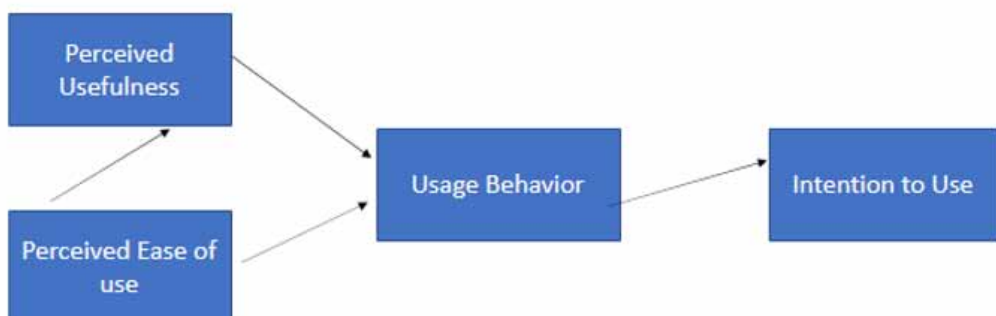 Perceived
Usefulness
Usage Behavior
Intention to Use
Perceived Ease of
use